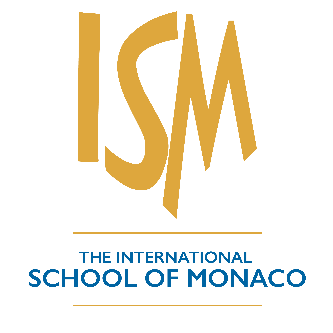 ISM
THE INTERNATIONAL
SCHOOL OF MONACO